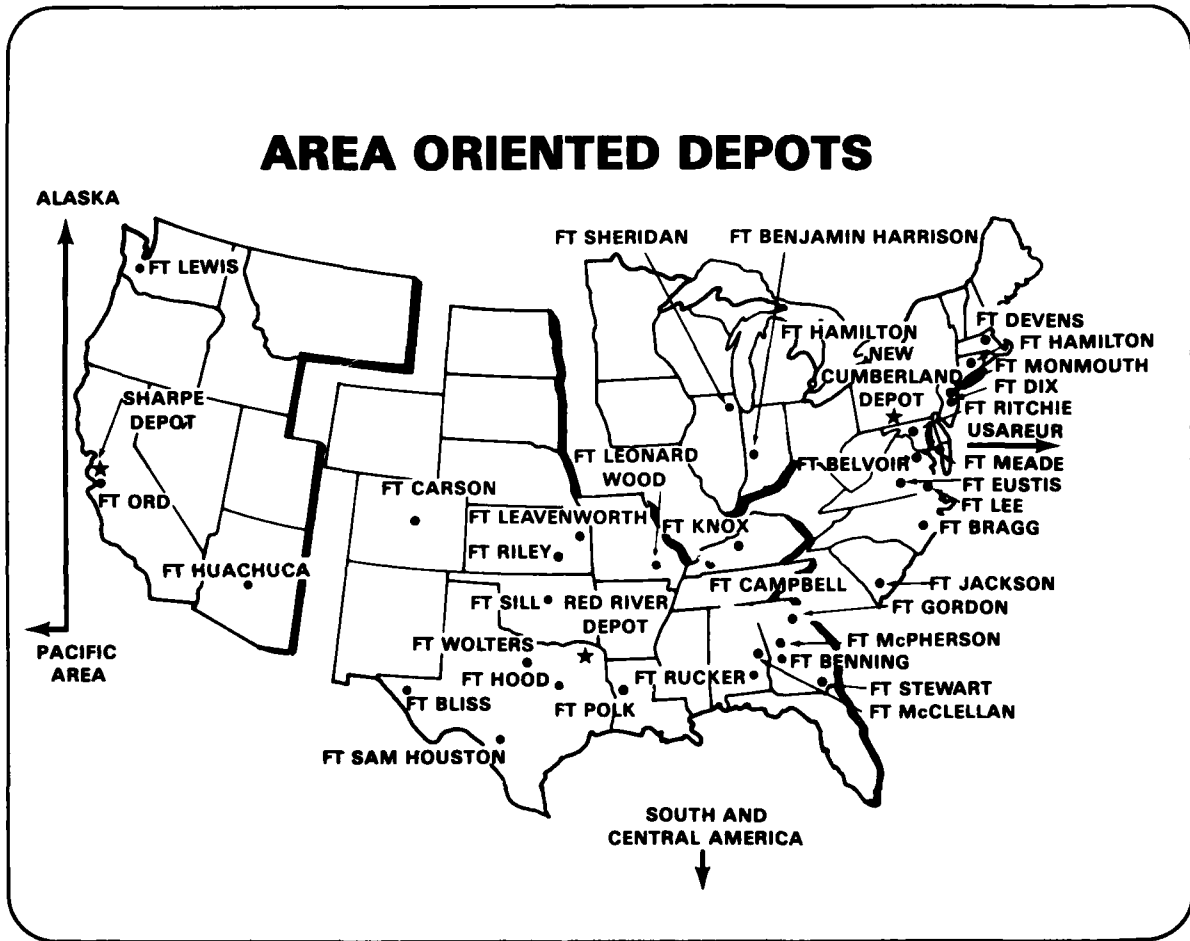 AREA ORIENTED DEPOTS
ALASKA
FT LEWIS
FT SHERIDAN
FT BENJAMIN HARRISON
FT DEVENS
FT HAMILTON
FT HAMILTON
NEW
CUMBERLAND
DEPOT
FT MONMOUTH
FT DIX
FT RITCHIE
USAREUR
SHARPE
DEPOT
FT ORD
FT LEONARD
WOOD
FT BELVOIR
FT MEADE
FT EUSTIS
FT LEE
FT BRAGG
FT CARSON
FT LEAVENWORTH
FT RILEY
FT KNOX
FT HUACHUCA
FT CAMPBELL
FT JACKSON
FT GORDON
FT SILL
RED RIVER
DEPOT
PACIFIC
AREA
FT WOLTERS
FT HOOD
FT BLISS
FT POLK
FT RUCKER
FT McPHERSON
FT BENNING
FT STEWART
FT McCLELLAN
FT SAM HOUSTON
SOUTH AND
CENTRAL AMERICA